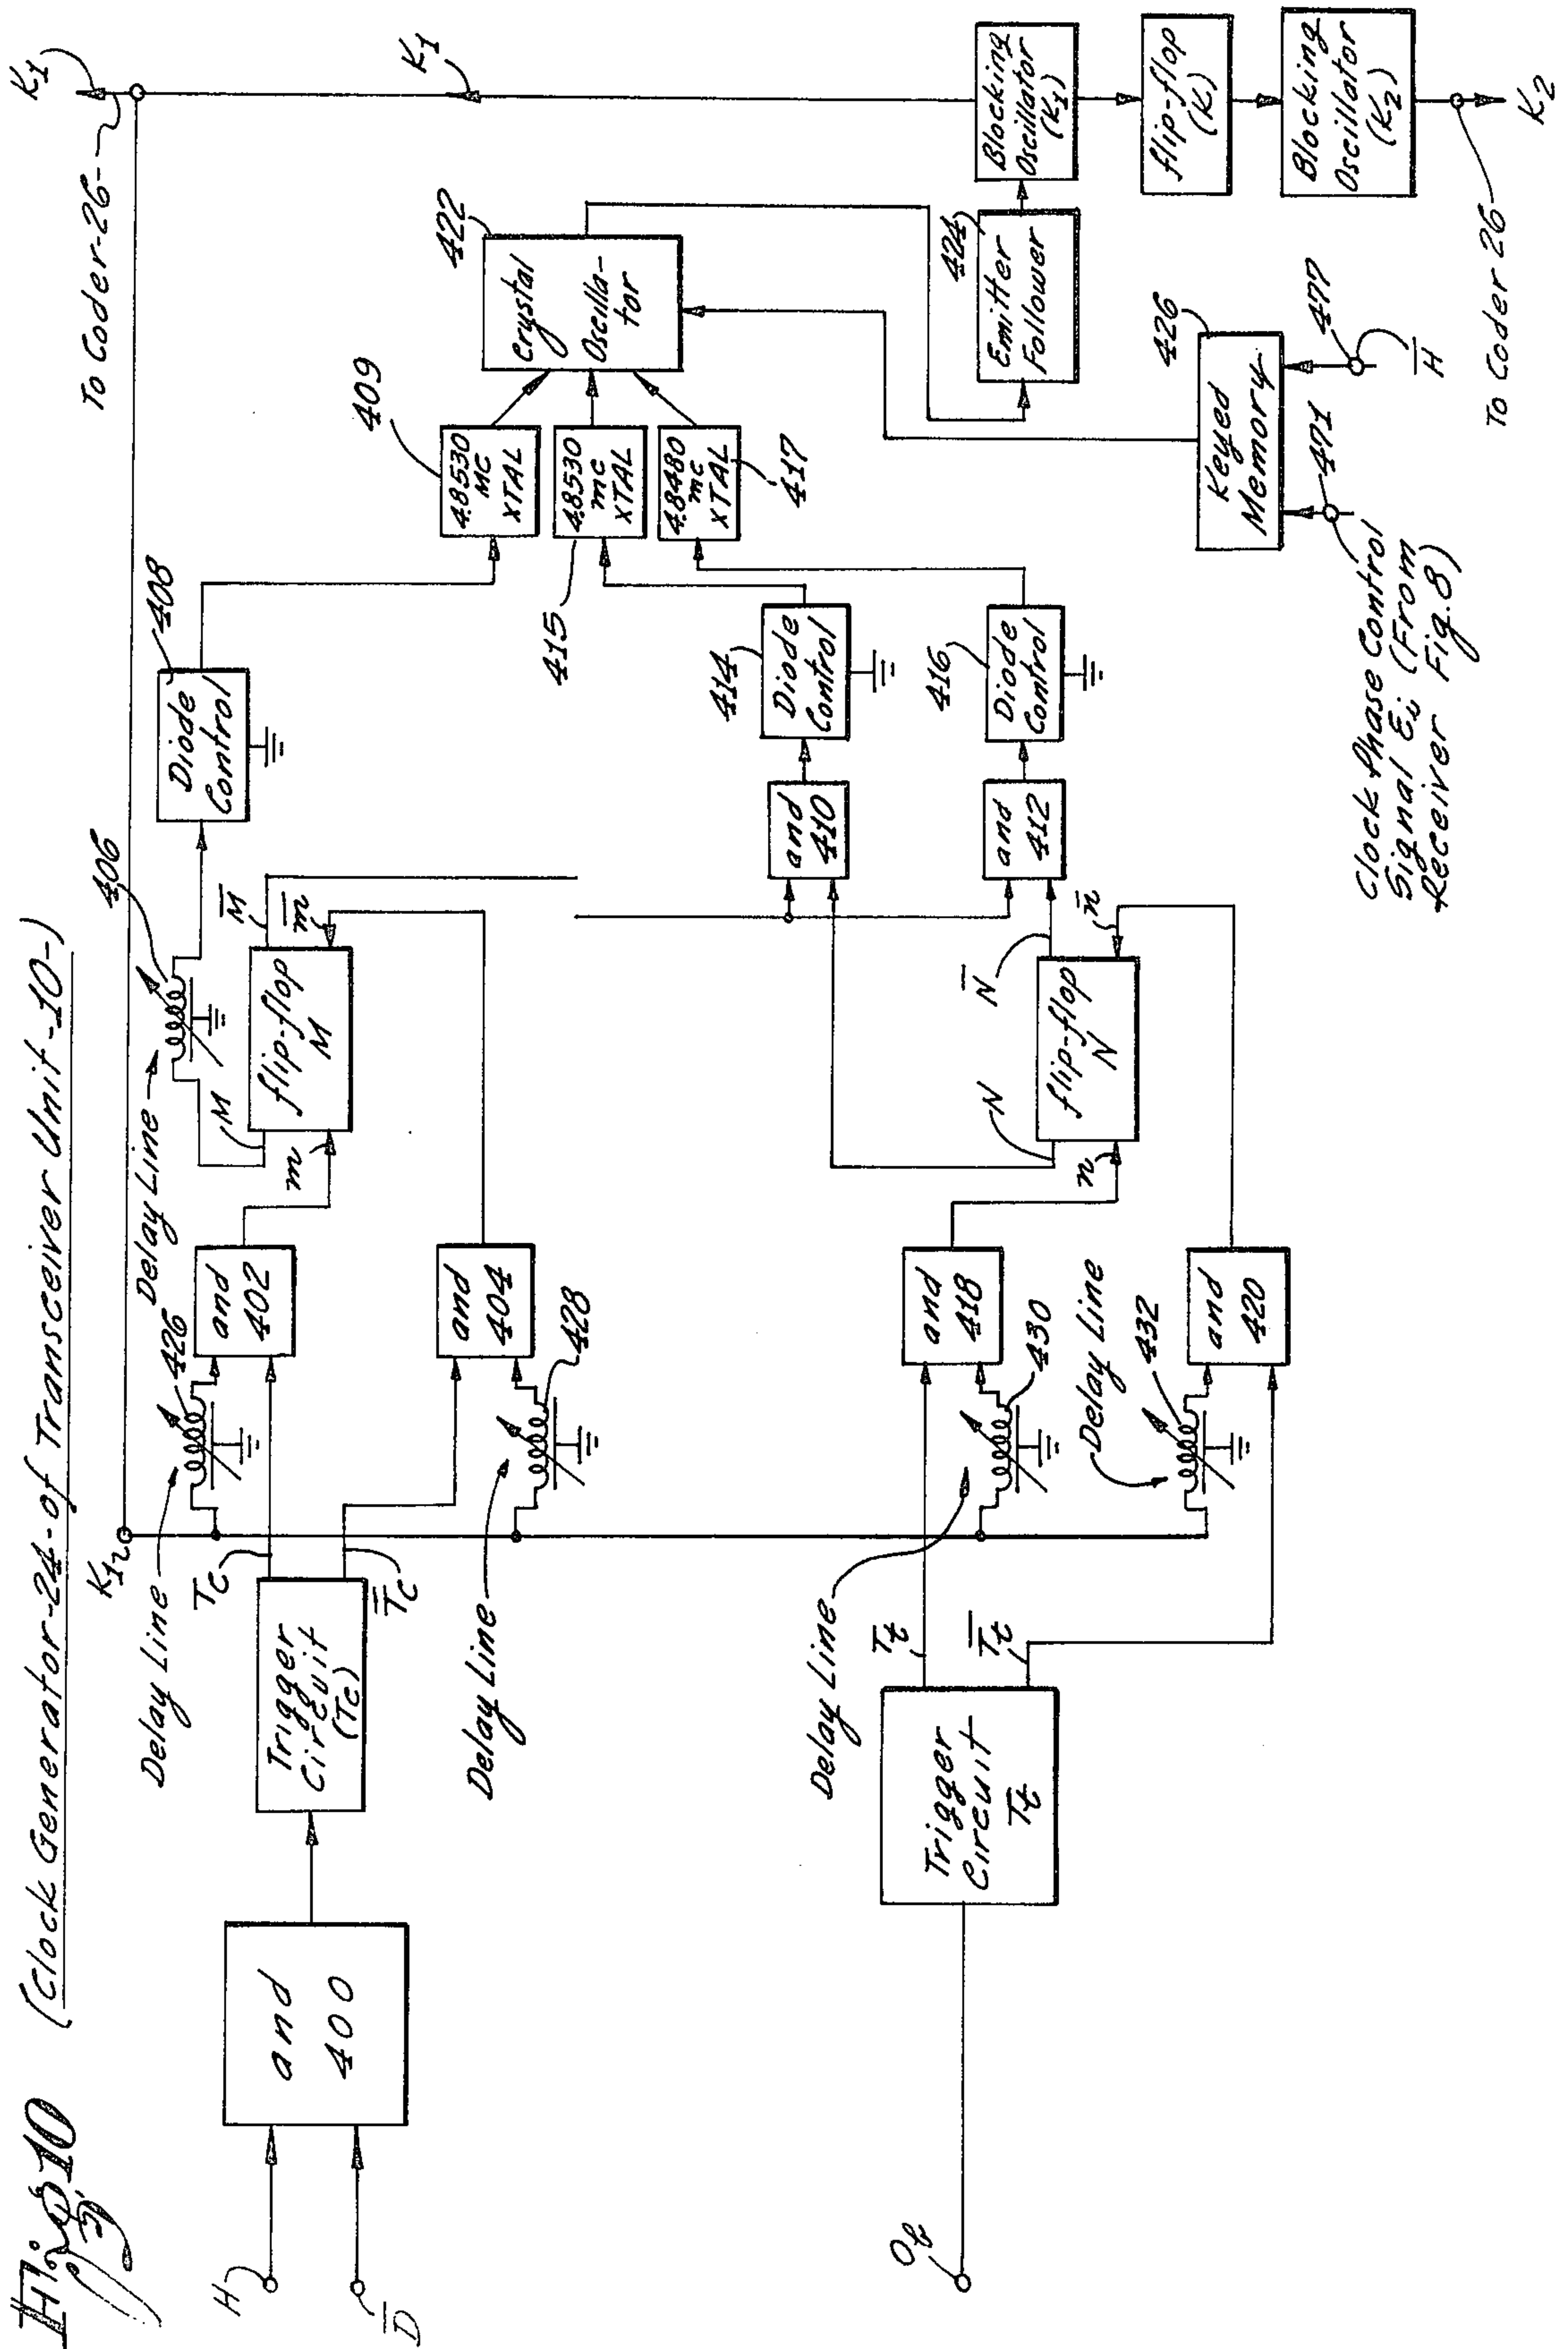 Fig. 10
(Clock Generator-24-of Transceiver Unit-10-)
K1
To Coder-26-
K1
K1
Delay Line
426
Delay Line
406
408
Diode
Control
H
D̅
and
400
Trigger
Circuit
(Tc)
Tc
T̅c
and
402
m
M
flip-flop
M
M̅
m̅
and
404
Delay Line
428
409
4.8530
MC
XTAL
415
4.8530
mc
XTAL
4.8480
mc
XTAL
417
Crystal
Oscilla-
tor
422
414
Diode
Control
and
410
416
Diode
Control
and
412
Delay Line
Tt
T̅t
Trigger
Circuit
Tt
and
418
430
Delay Line
432
and
420
N
n
flip-flop
N
N̅
n̅
424
Emitter
Follower
Blocking
Oscillator
(K1)
flip-flop
(K)
Blocking
Oscillator
(K2)
K2
To Coder 26-
Keyed
Memory
426
471
477
H̅
Clock Phase Control
Signal Ei (From
Receiver Fig. 8)